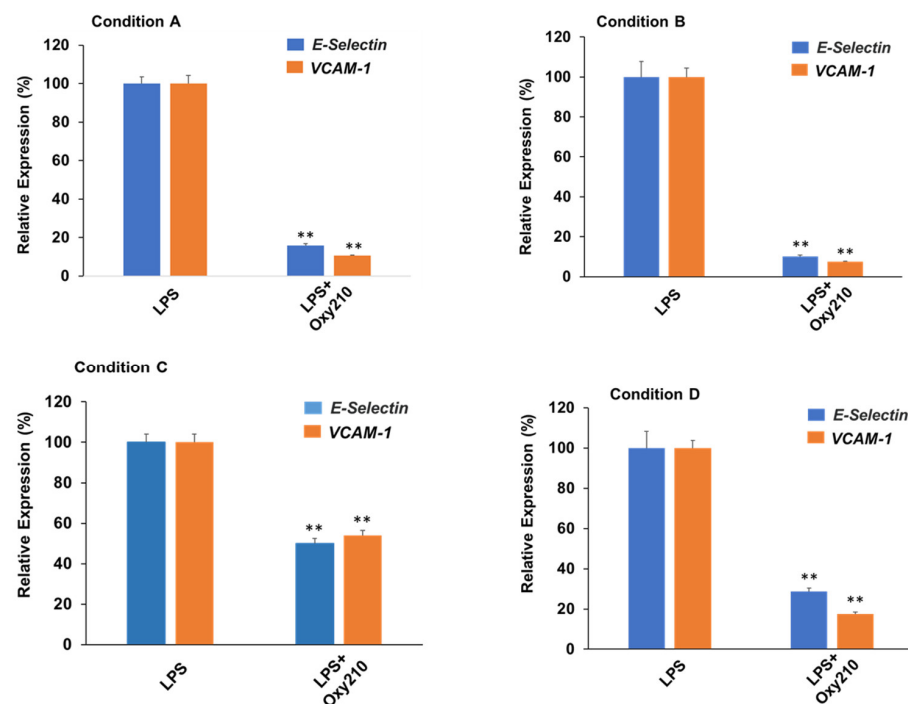 Condition A
E-Selectin
VCAM-1
Relative Expression (%)
120
100
80
60
40
20
0
**
**
LPS
LPS+
Oxy210
Condition B
E-Selectin
VCAM-1
Relative Expression (%)
120
100
80
60
40
20
0
**
**
LPS
LPS+
Oxy210
Condition C
E-Selectin
VCAM-1
Relative Expression (%)
120
100
80
60
40
20
0
**
**
LPS
LPS+
Oxy210
Condition D
E-Selectin
VCAM-1
Relative Expression (%)
120
100
80
60
40
20
0
**
**
LPS
LPS+
Oxy210